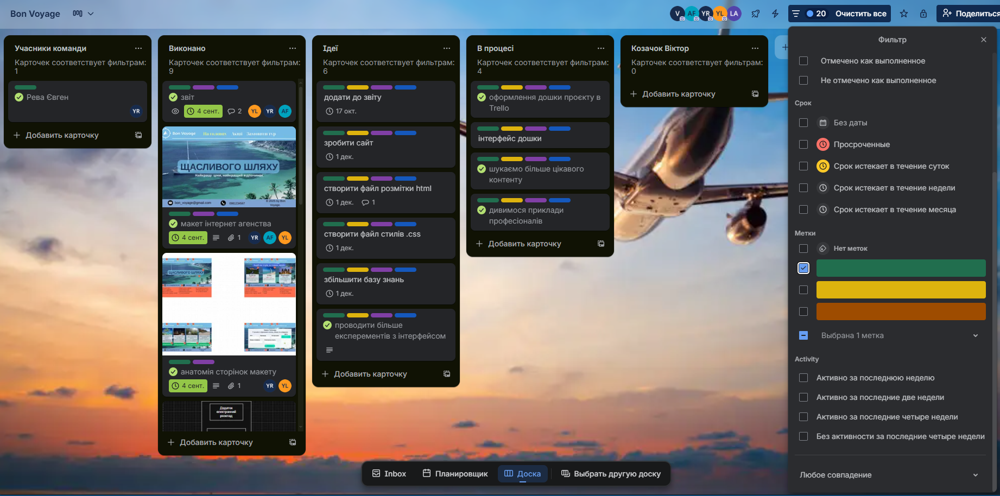 Bon Voyage
V AF YR YL LA
20 Очистить все
Поделиться
Учасники команди
Карточек соответствует фильтрам:
1
Рева Євген
YR
Добавить карточку
Виконано
Карточек соответствует фильтрам:
9
звіт
4 сент. 2 YL YR AF
Bon Voyage На головну Акції Замовити тур
ЩАСЛИВОГО ШЛЯХУ
Найкращі ціни, найкращий відпочинок.
bon_voyage@gmail.com 0981234567 © 2025 by Bon
Voyage
макет інтернет агенства
4 сент. 1 YR AF YL
ЩАСЛИВОГО ШЛЯХУ
анатомія сторінок макету
4 сент. 1 YR YL
Додаток
електронний
розклад
Добавить карточку
Ідеї
Карточек соответствует фильтрам:
6
додати до звіту
17 окт.
зробити сайт
1 дек.
створити файл розмітки html
1 дек. 1
створити файл стилів .css
1 дек.
збільшити базу знань
1 дек.
проводити більше
експерементів з інтерфейсом
Добавить карточку
В процесі
Карточек соответствует фильтрам:
4
оформлення дошки проєкту в
Trello
інтерфейс дошки
шукаємо більше цікавого
контенту
дивимося приклади
професіоналів
Добавить карточку
Козачок Віктор
Карточек соответствует фильтрам:
0
Добавить карточку
Фильтр
Отмечено как выполненное
Не отмечено как выполненное
Срок
Без даты
Просроченные
Срок истекает в течение суток
Срок истекает в течение недели
Срок истекает в течение месяца
Метки
Нет меток
Выбрана 1 метка
Activity
Активно за последнюю неделю
Активно за последние две недели
Активно за последние четыре недели
Без активности за последние четыре недели
Любое совпадение
Inbox
Планировщик
Доска
Выбрать другую доску